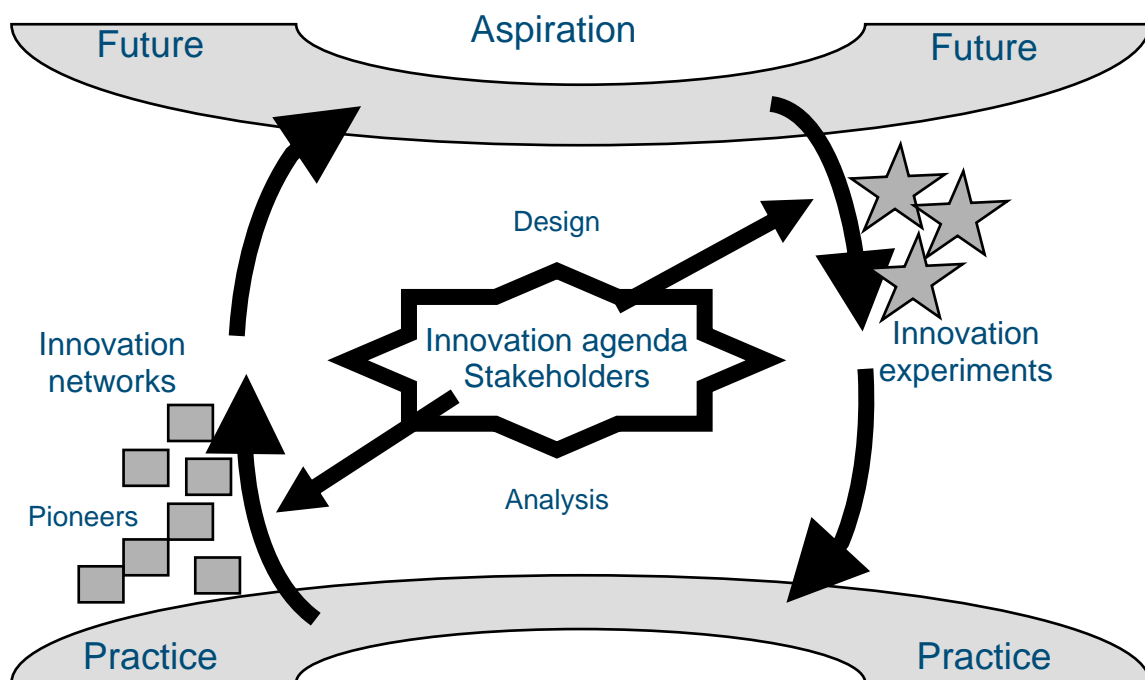 Aspiration
Future
Future
Design
Innovation agenda
Stakeholders
Innovation
networks
Innovation
experiments
Pioneers
Analysis
Practice
Practice